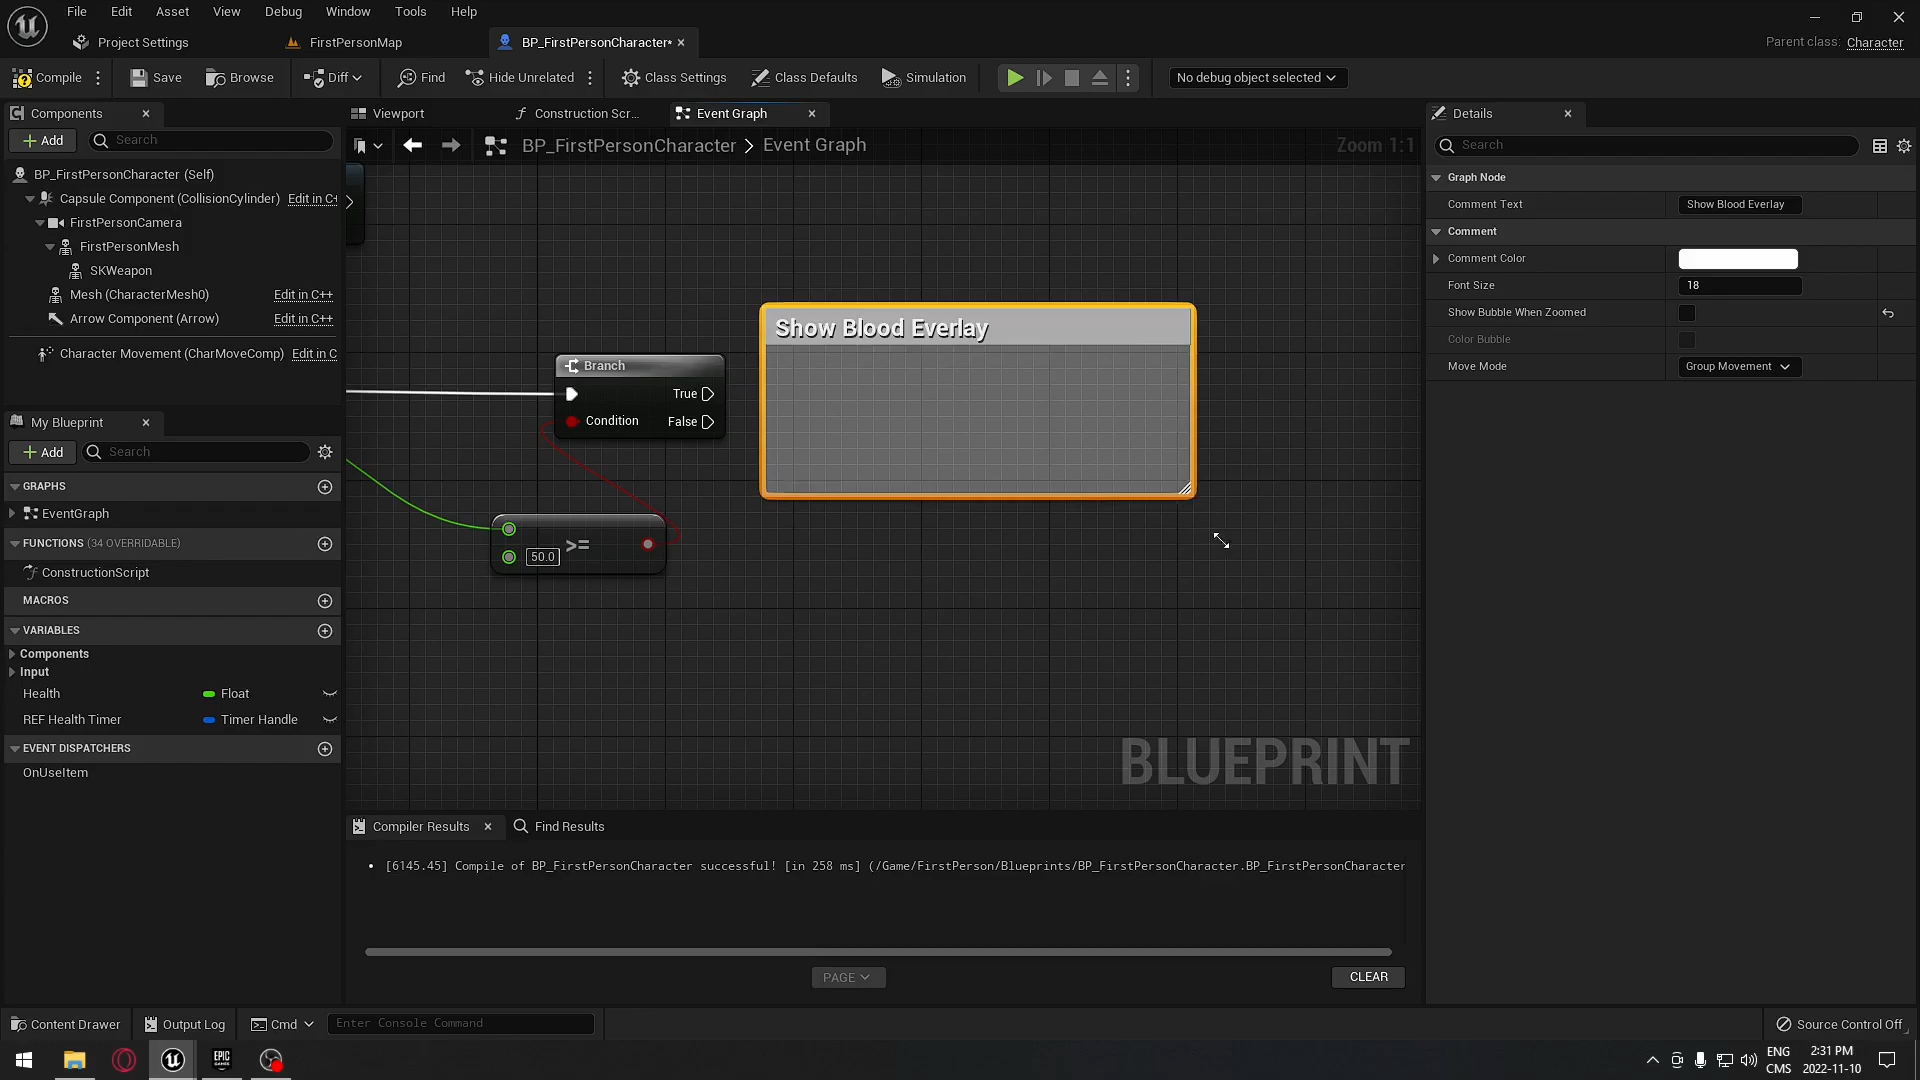 File Edit Asset View Debug Window Tools Help
Project Settings FirstPersonMap BP_FirstPersonCharacter* Parent class: Character
Compile Save Browse Diff Find Hide Unrelated Class Settings Class Defaults Simulation No debug object selected
Components Viewport Construction Scr... Event Graph Details
Add Search BP_FirstPersonCharacter > Event Graph Zoom 1:1 Search
BP_FirstPersonCharacter (Self)
Capsule Component (CollisionCylinder) Edit in C+
FirstPersonCamera
FirstPersonMesh
SKWeapon
Mesh (CharacterMesh0) Edit in C++
Arrow Component (Arrow) Edit in C++
Character Movement (CharMoveComp) Edit in C
Graph Node
Comment Text Show Blood Everlay
Comment
Comment Color
Font Size 18
Show Bubble When Zoomed
Color Bubble
Move Mode Group Movement
Show Blood Everlay
Branch
True
Condition False
50.0 >=
BLUEPRINT
My Blueprint
Add Search
GRAPHS
EventGraph
FUNCTIONS (34 OVERRIDABLE)
ConstructionScript
MACROS
VARIABLES
Components
Input
Health Float
REF Health Timer Timer Handle
EVENT DISPATCHERS
OnUseItem
Compiler Results Find Results
[6145.45] Compile of BP_FirstPersonCharacter successful! [in 258 ms] (/Game/FirstPerson/Blueprints/BP_FirstPersonCharacter.BP_FirstPersonCharacter
PAGE CLEAR
Content Drawer Output Log Cmd Enter Console Command Source Control Off
EPIC GAMES
ENG 2:31 PM
CMS 2022-11-10